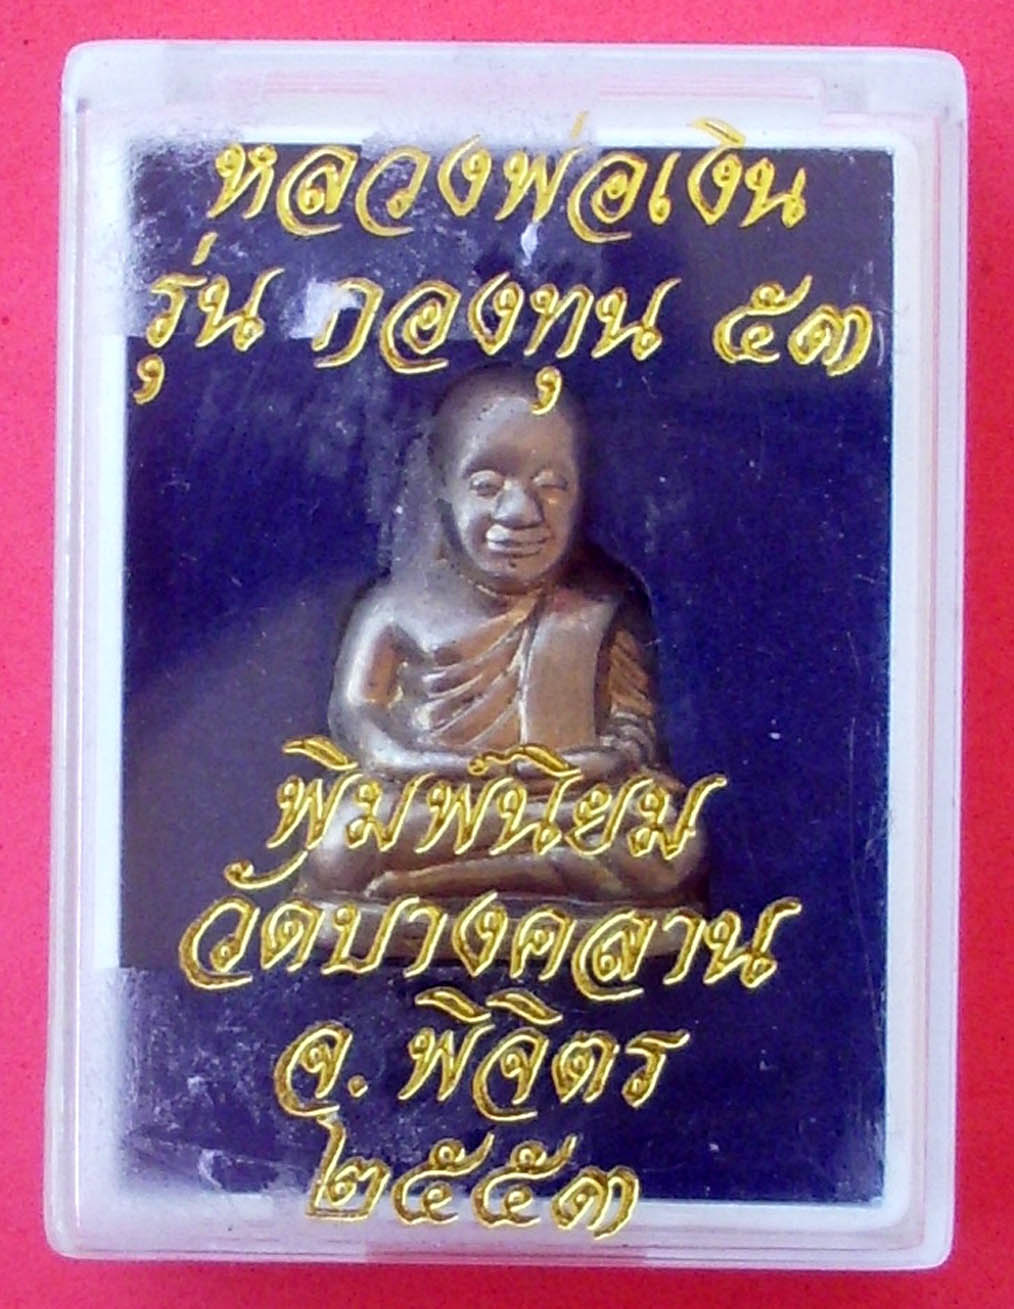 หลวงพ่อเงิน
รุ่น กองทุน ๕๓
พิมพ์นิยม
วัดบางคลาน
จ. พิจิตร
๒๕๕๓